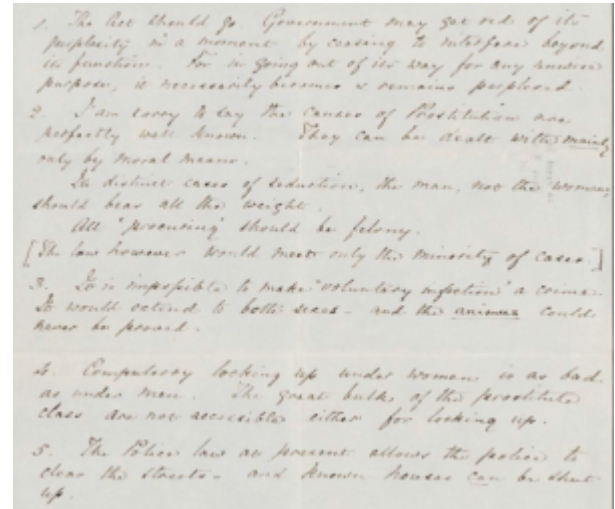 1. The Act should go. Government may get rid of its
perplexity in a moment by ceasing to interfere beyond
its function. For in going out of its way for any unwise
purpose, it necessarily becomes & remains perplexed.
2. I am sorry to say the causes of Prostitution are
perfectly well known. They can be dealt with mainly
only by moral means.
In distinct cases of seduction, the man, not the woman,
should bear all the weight.
All "procuring" should be felony.
[The law however would meet only the minority of cases.]
3. It is impossible to make "voluntary infection" a crime.
It would extend to both sexes - and the animus could
never be proved.
4. Compulsory locking up under women is as bad
as under men. The great bulk of the prostitute
class are not accessible either for locking up.
5. The Police law at present allows the police to
clear the streets - and known houses can be shut
up.